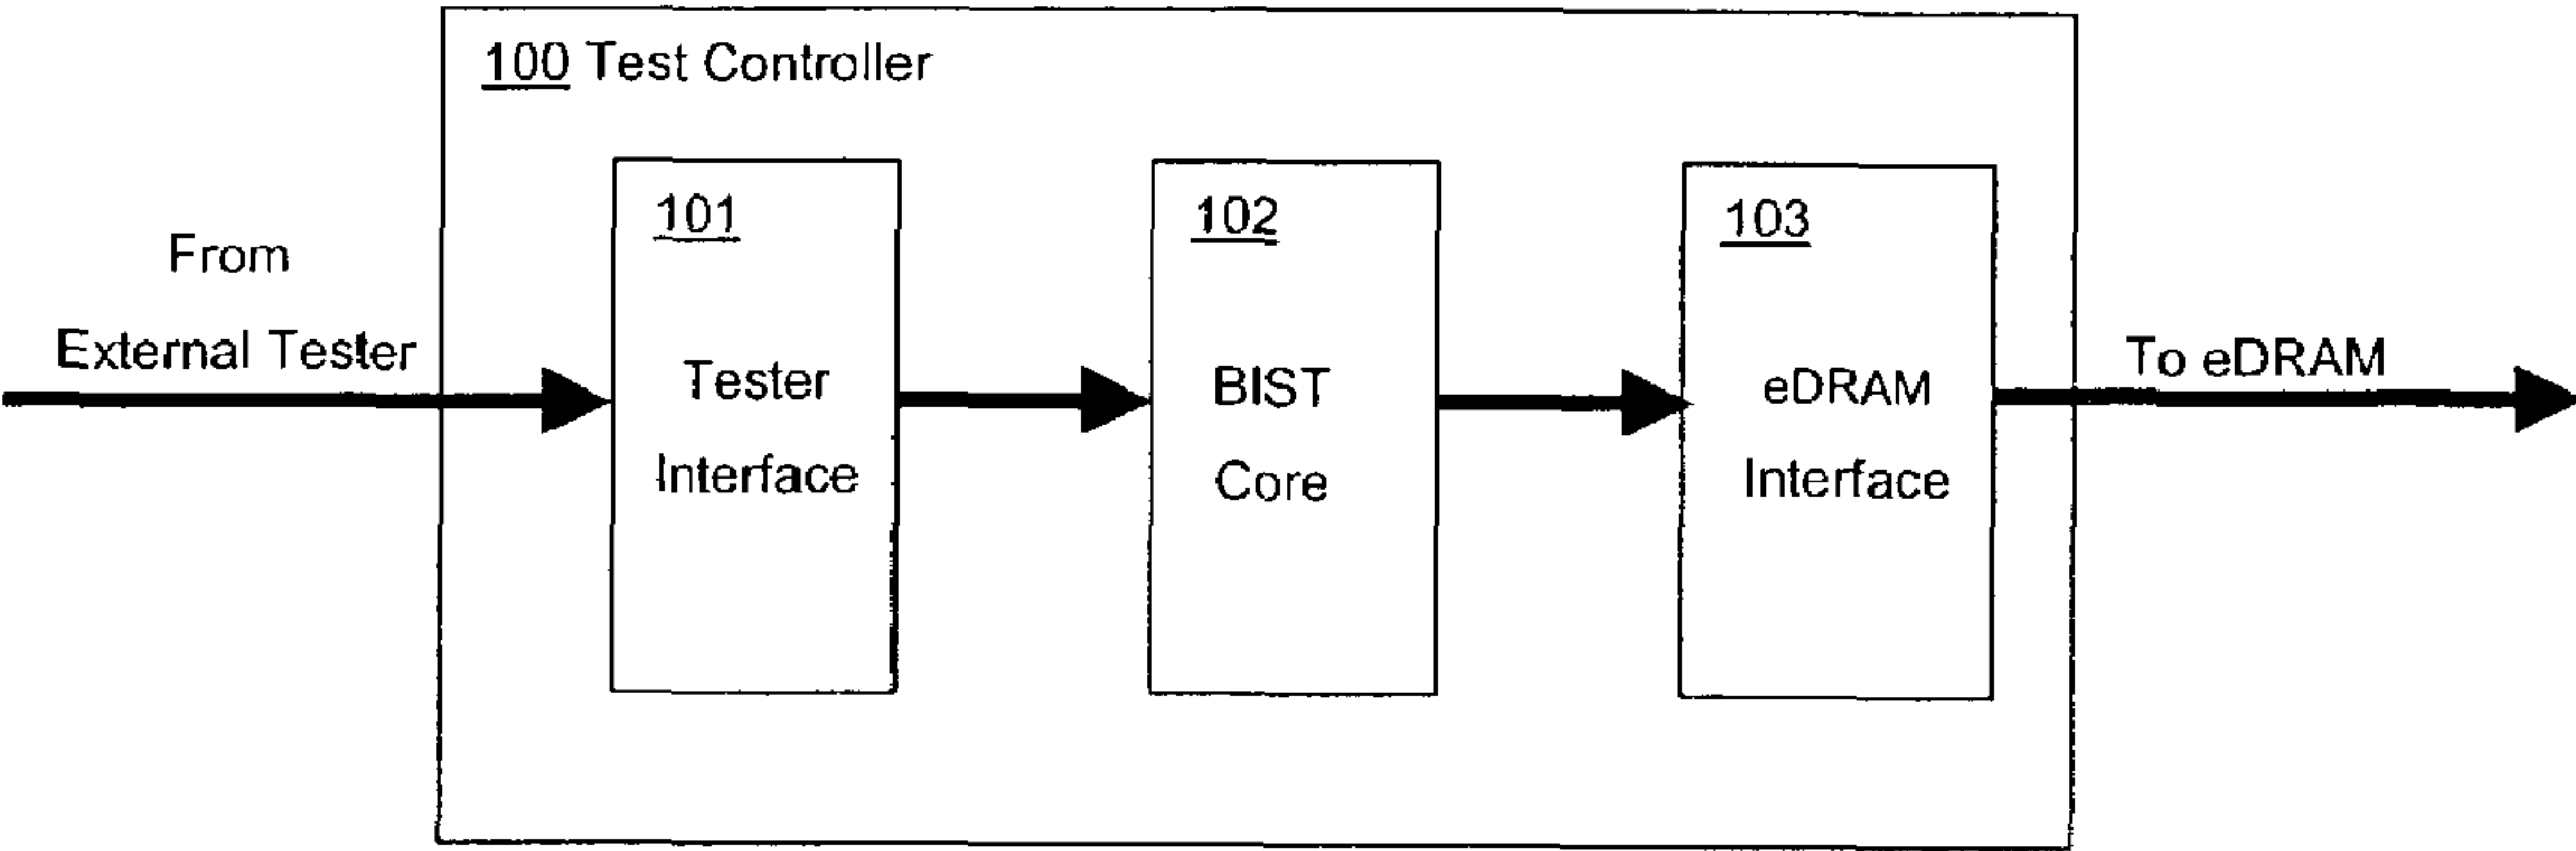 100 Test Controller
From
External Tester
101
Tester
Interface
102
BIST
Core
103
eDRAM
Interface
To eDRAM